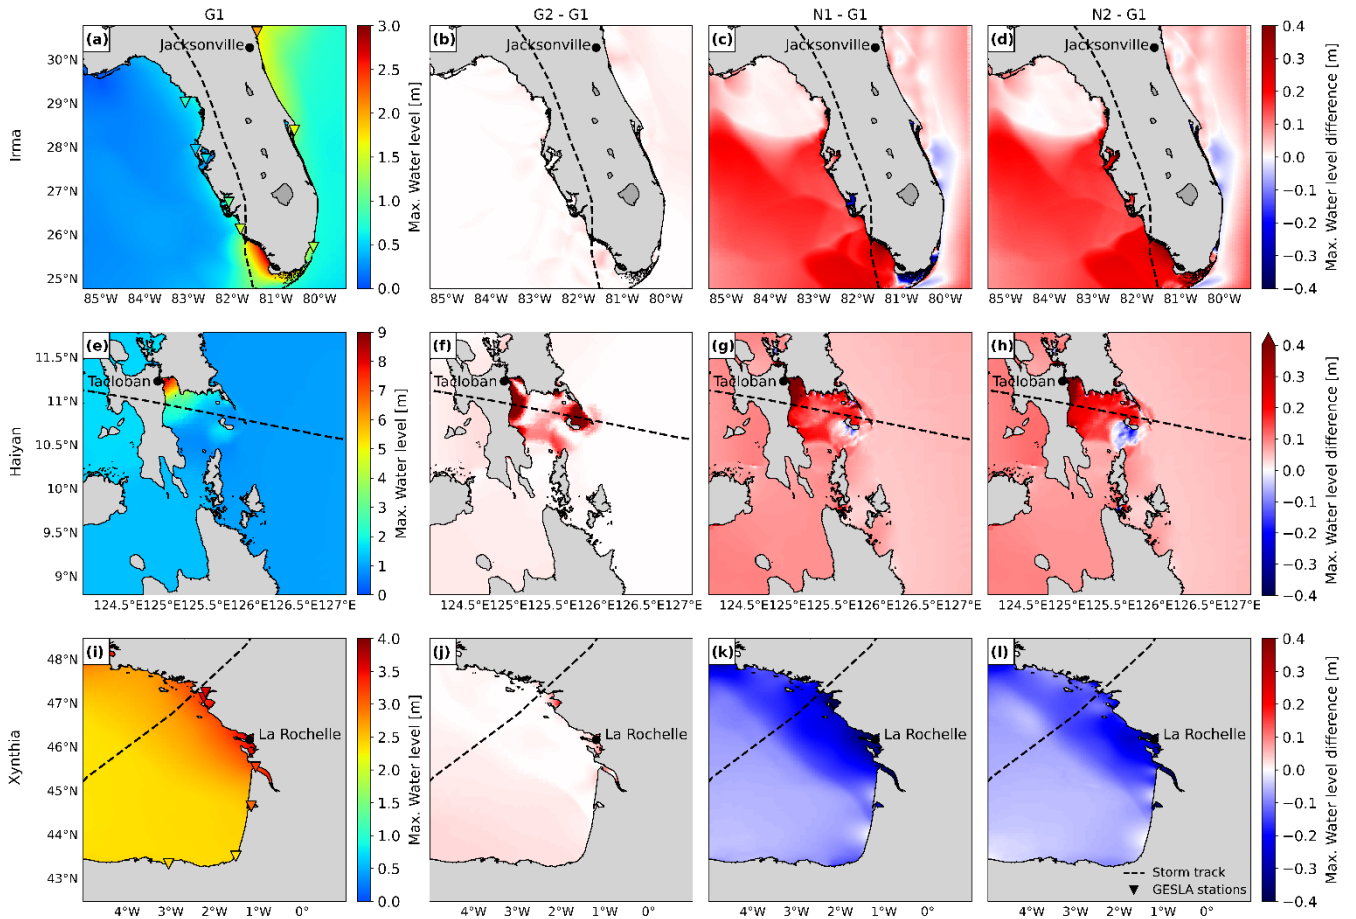 G1 G2 - G1 N1 - G1 N2 - G1
Irma
(a) Jacksonville
30°N
29°N
28°N
27°N
26°N
25°N
85°W 84°W 83°W 82°W 81°W 80°W
3.0
2.5
2.0
1.5
1.0
0.5
0.0
Max. Water level [m]
(b) Jacksonville
85°W 84°W 83°W 82°W 81°W 80°W
(c) Jacksonville
85°W 84°W 83°W 82°W 81°W 80°W
(d) Jacksonville
85°W 84°W 83°W 82°W 81°W 80°W
0.4
0.3
0.2
0.1
0.0
−0.1
−0.2
−0.3
−0.4
Max. Water level difference [m]
Haiyan
(e)
Tacloban
11.5°N
11°N
10.5°N
10°N
9.5°N
9°N
124.5°E125°E125.5°E126°E126.5°E127°E
9
8
7
6
5
4
3
2
1
0
Max. Water level [m]
(f)
Tacloban
124.5°E125°E125.5°E126°E126.5°E127°E
(g)
Tacloban
124.5°E125°E125.5°E126°E126.5°E127°E
(h)
Tacloban
124.5°E125°E125.5°E126°E126.5°E127°E
0.4
0.3
0.2
0.1
0.0
−0.1
−0.2
−0.3
−0.4
Max. Water level difference [m]
Xynthia
(i)
La Rochelle
48°N
47°N
46°N
45°N
44°N
43°N
4°W 2°W 1°W 0°
4.0
3.5
3.0
2.5
2.0
1.5
1.0
0.5
0.0
Max. Water level [m]
(j)
La Rochelle
4°W 2°W 1°W 0°
(k)
La Rochelle
4°W 2°W 1°W 0°
(l)
La Rochelle
Storm track
GESLA stations
4°W 2°W 1°W 0°
0.4
0.3
0.2
0.1
0.0
−0.1
−0.2
−0.3
−0.4
Max. Water level difference [m]